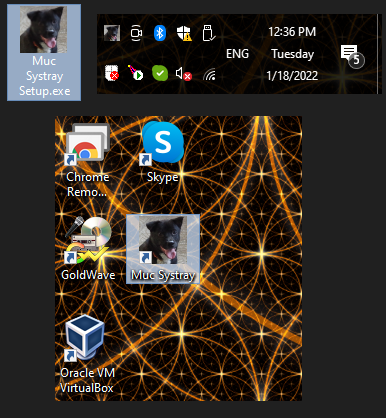 Muc
Systray
Setup.exe
ENG
12:36 PM
Tuesday
1/18/2022
5
Chrome
Remo...
S
Skype
GoldWave
Muc Systray
Oracle VM
VirtualBox